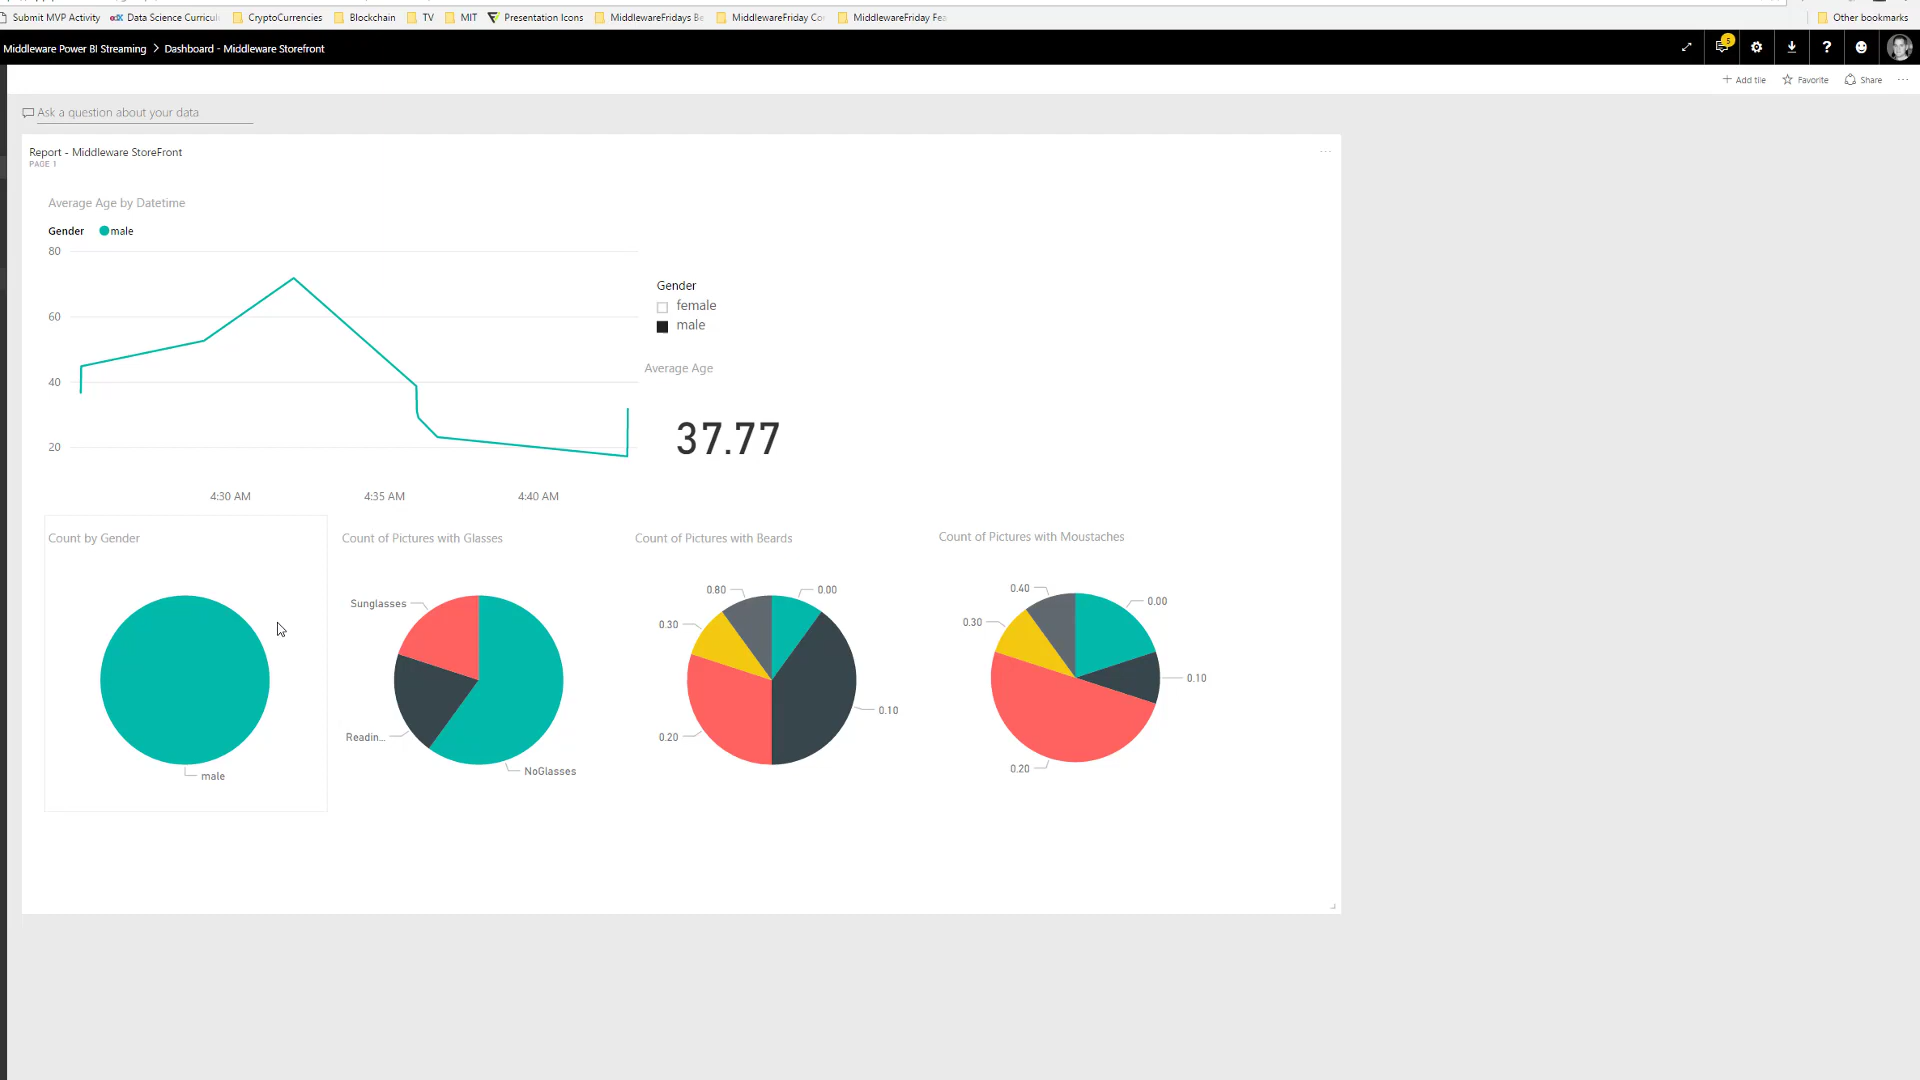 Submit MVP Activity edX Data Science Curricul CryptoCurrencies Blockchain TV MIT Presentation Icons MiddlewareFridays Be MiddlewareFriday Co MiddlewareFriday Fea Other bookmarks
Middleware Power BI Streaming > Dashboard - Middleware Storefront 5 ?
+ Add tile Favorite Share ...
Ask a question about your data
Report - Middleware StoreFront ...
PAGE 1
Average Age by Datetime
Gender male
80
60
40
20
4:30 AM 4:35 AM 4:40 AM
Gender
female
male
Average Age
37.77
Count by Gender
male
Count of Pictures with Glasses
Sunglasses
Readin...
NoGlasses
Count of Pictures with Beards
0.80 0.00
0.30
0.10
0.20
Count of Pictures with Moustaches
0.40 0.00
0.30
0.10
0.20